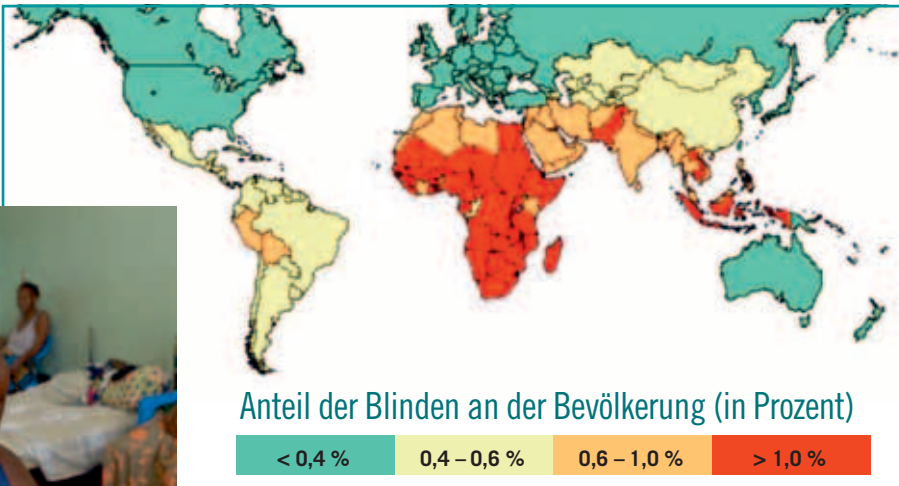 Anteil der Blinden an der Bevölkerung (in Prozent)
< 0,4 % 0,4 – 0,6 % 0,6 – 1,0 % > 1,0 %